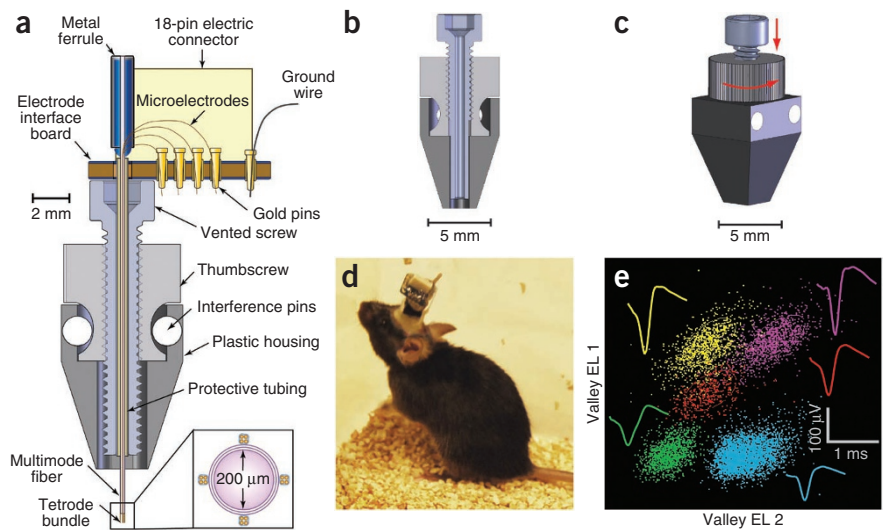 a
Metal
ferrule
18-pin electric
connector
Ground
wire
Microelectrodes
Electrode
interface
board
2 mm
Gold pins
Vented screw
Thumbscrew
Interference pins
Plastic housing
Protective tubing
Multimode
fiber
200 µm
Tetrode
bundle
b
5 mm
c
5 mm
d
e
Valley EL 1
100 µV
1 ms
Valley EL 2